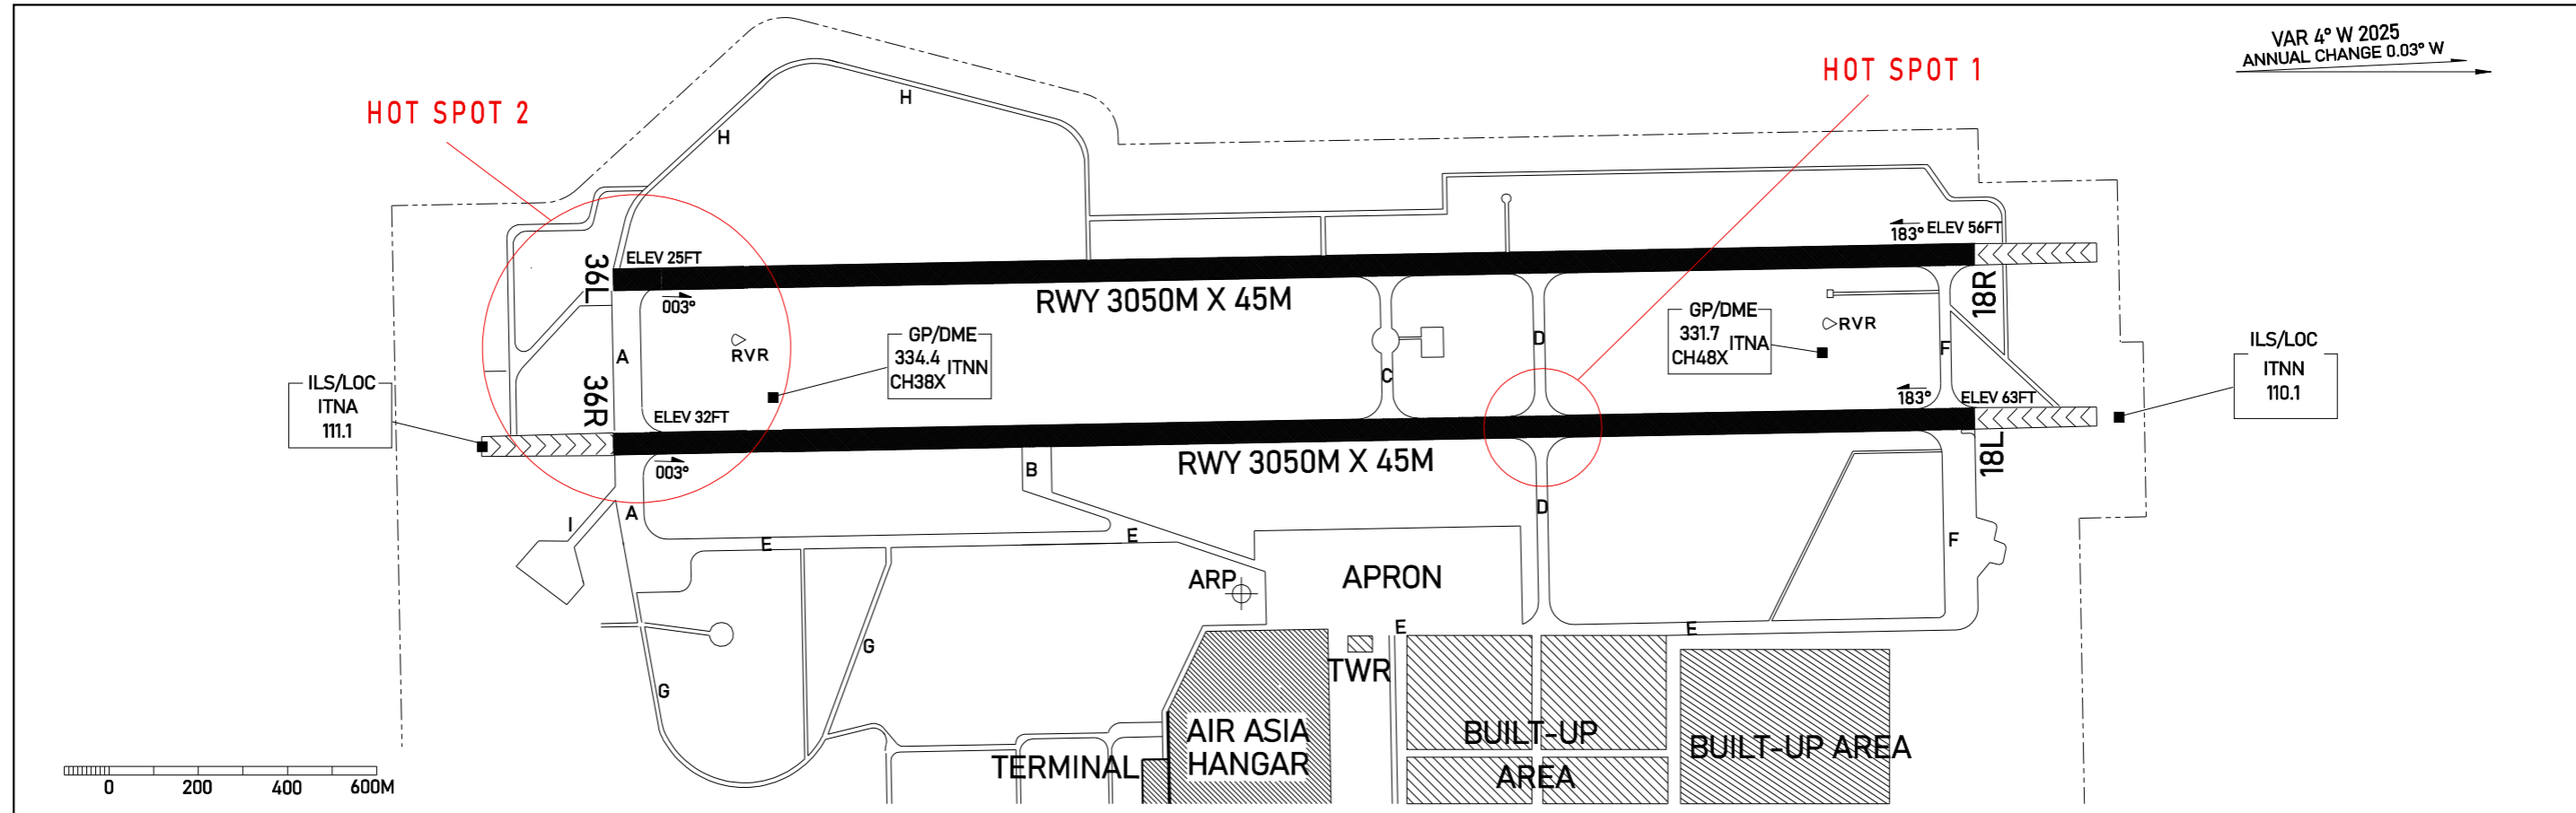 VAR 4° W 2025
ANNUAL CHANGE 0.03° W
HOT SPOT 1
HOT SPOT 2
H
H
36L
ELEV 25FT
003°
183°
ELEV 56FT
18R
RWY 3050M X 45M
RVR
GP/DME
334.4
CH38X
ITNN
A
C
D
GP/DME
331.7
CH48X
ITNA
RVR
F
ILS/LOC
ITNA
111.1
ILS/LOC
ITNN
110.1
36R
ELEV 32FT
003°
183°
ELEV 63FT
18L
RWY 3050M X 45M
B
I
A
D
E
E
F
ARP
APRON
E
E
G
G
TWR
AIR ASIA
HANGAR
TERMINAL
BUILT-UP
AREA
BUILT-UP AREA
0
200
400
600M